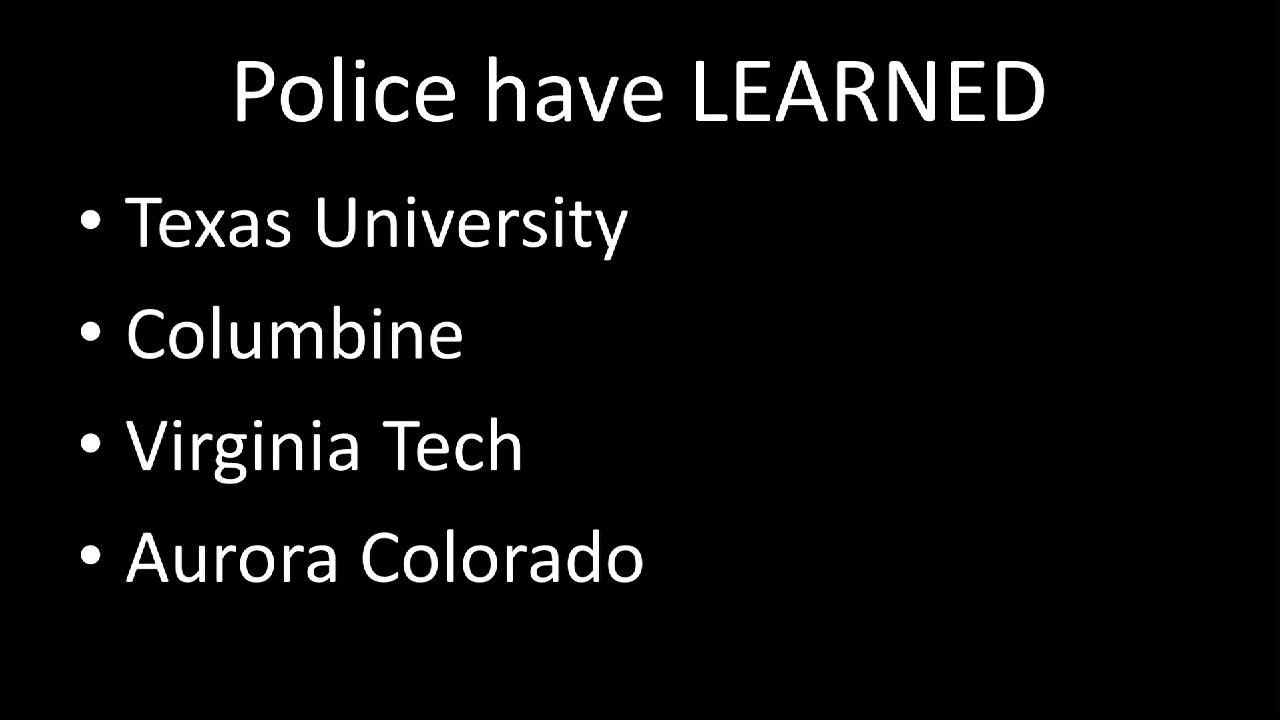 Police have LEARNED
• Texas University
• Columbine
• Virginia Tech
• Aurora Colorado